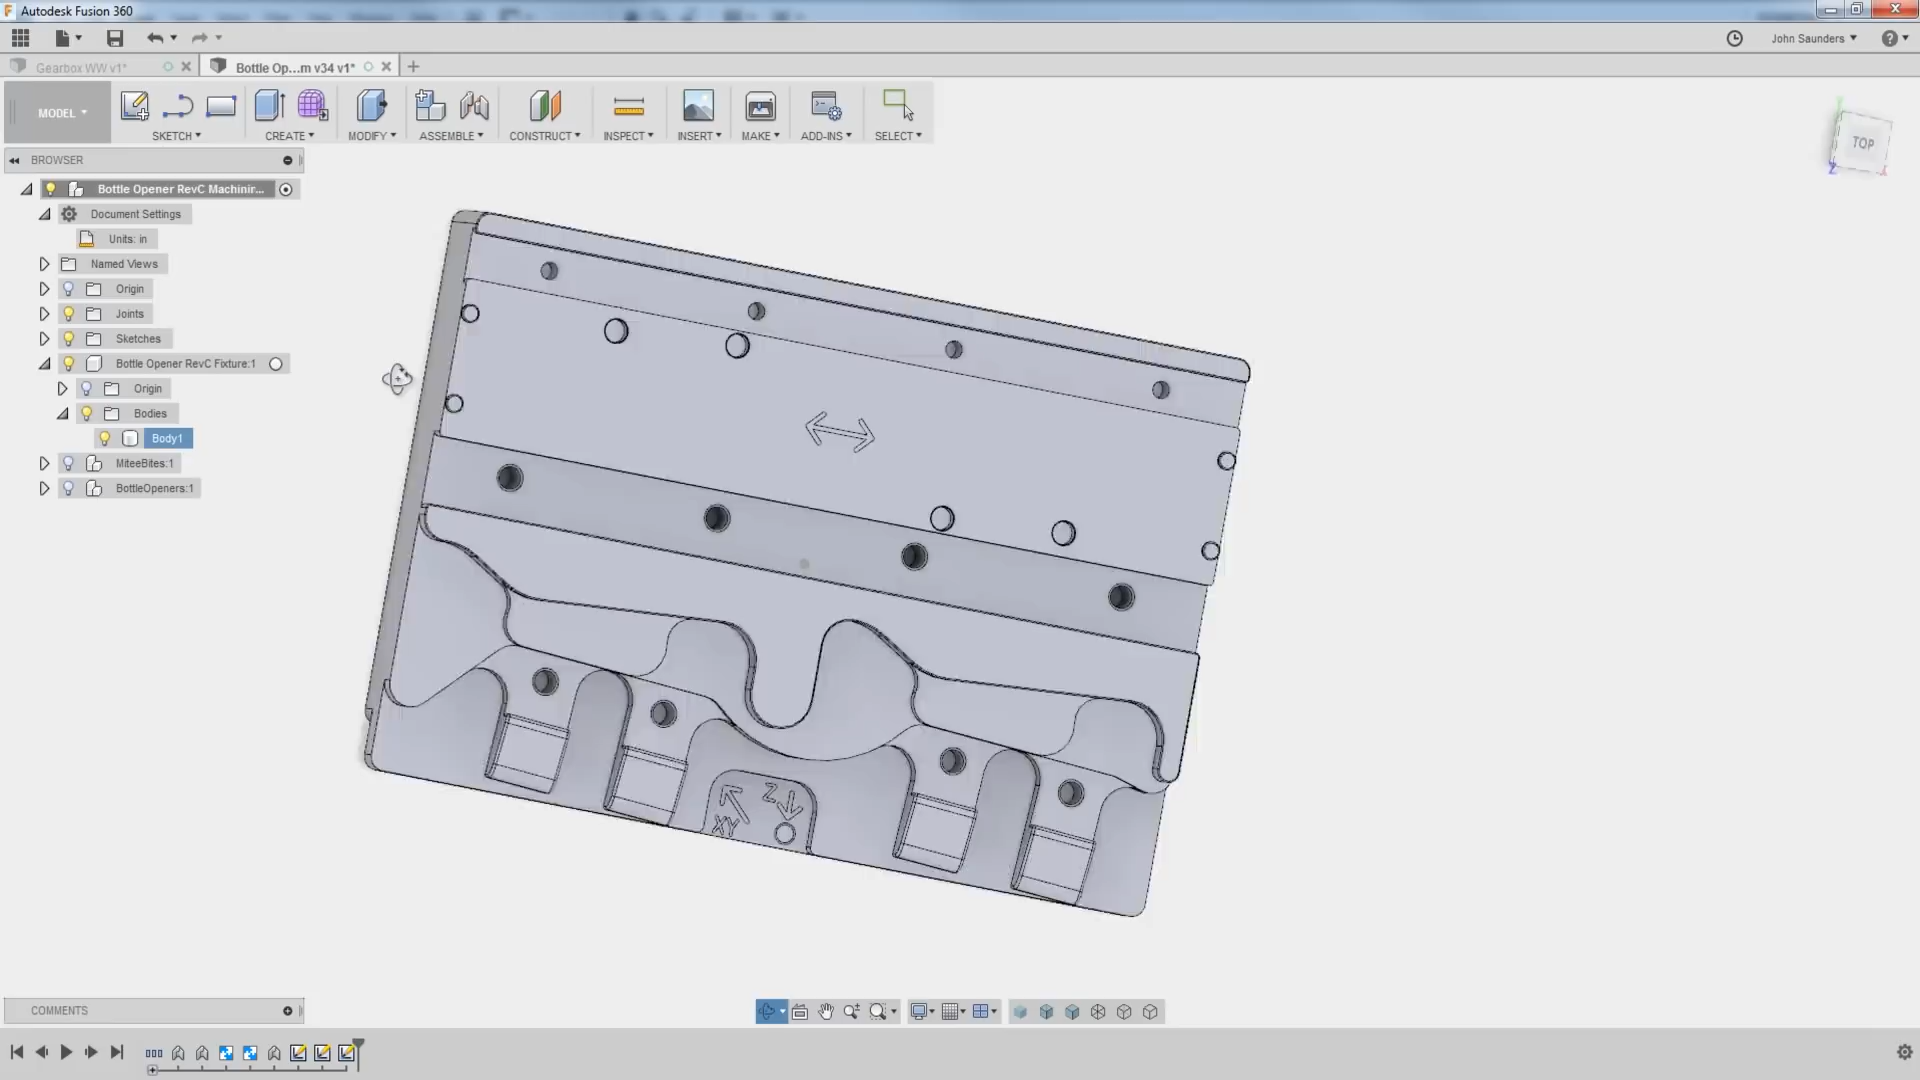 Autodesk Fusion 360
John Saunders
Gearbox WW v1*
Bottle Op...m v34 v1*
MODEL
SKETCH
CREATE
MODIFY
ASSEMBLE
CONSTRUCT
INSPECT
INSERT
MAKE
ADD-INS
SELECT
TOP
Z
X
BROWSER
Bottle Opener RevC Machinir...
Document Settings
Units: in
Named Views
Origin
Joints
Sketches
Bottle Opener RevC Fixture:1
Origin
Bodies
Body1
MiteeBites:1
BottleOpeners:1
Z
XY
COMMENTS